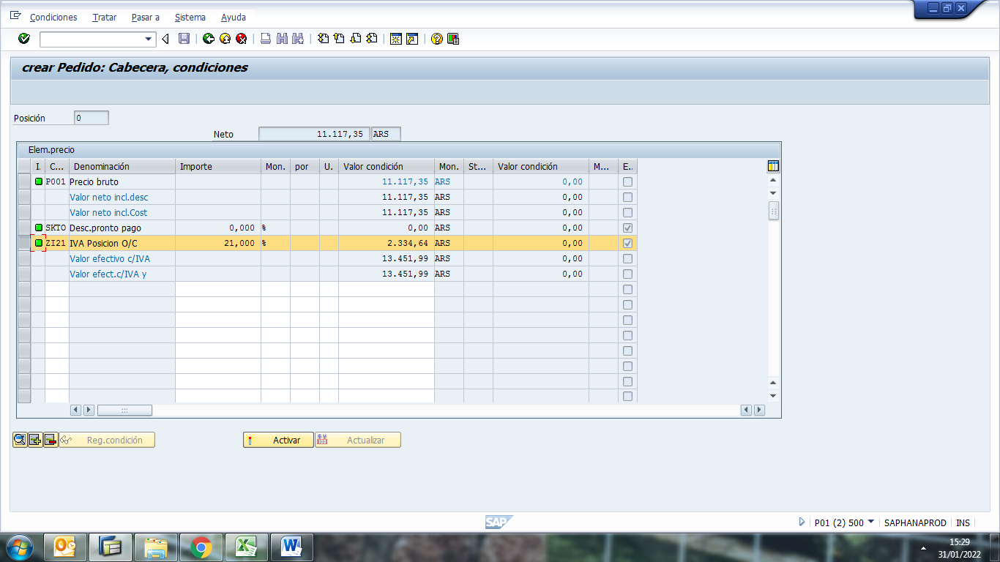 Condiciones Tratar Pasar a Sistema Ayuda
crear Pedido: Cabecera, condiciones
Posición 0
Neto 11.117,35 ARS
Elem.precio
I. C... Denominación Importe Mon. por U. Valor condición Mon. St... Valor condición M... E..
P001 Precio bruto 11.117,35 ARS 0,00
Valor neto incl.desc 11.117,35 ARS 0,00
Valor neto incl.Cost 11.117,35 ARS 0,00
SKTO Desc.pronto pago 0,000 % 0,00 ARS 0,00
ZI21 IVA Posicion O/C 21,000 % 2.334,64 ARS 0,00
Valor efectivo c/IVA 13.451,99 ARS 0,00
Valor efect.c/IVA y 13.451,99 ARS 0,00
Reg.condición Activar Actualizar
SAP P01 (2) 500 SAPHANAPROD INS
15:29
31/01/2022